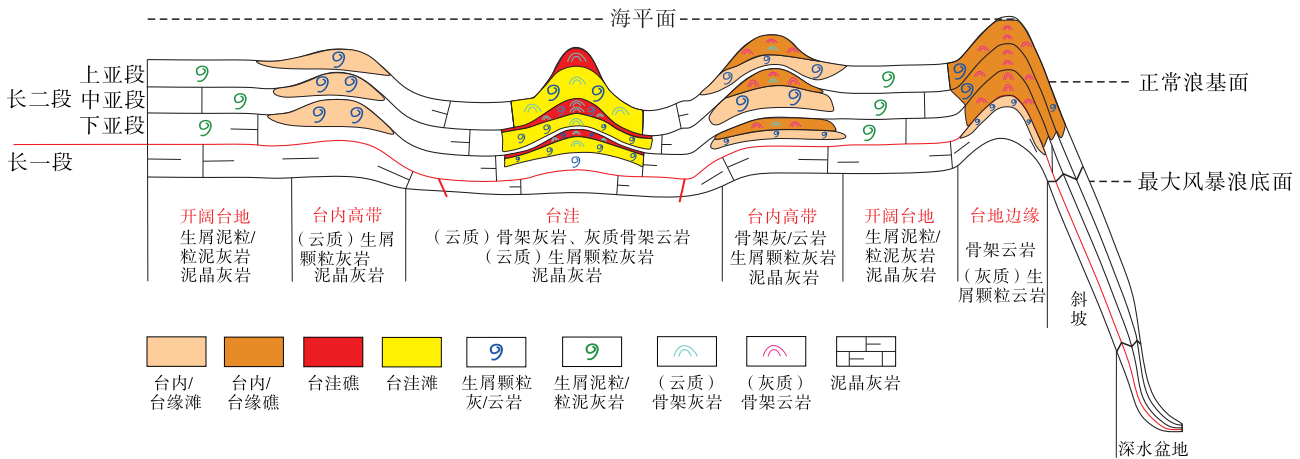 海平面
上亚段
长二段 中亚段
下亚段
长一段
正常浪基面
最大风暴浪底面
开阔台地
生屑泥粒/
粒泥灰岩
泥晶灰岩
台内高带
（云质）生屑
颗粒灰岩
泥晶灰岩
台洼
（云质）骨架灰岩、灰质骨架云岩
（云质）生屑颗粒灰岩
泥晶灰岩
台内高带
骨架灰/云岩
生屑颗粒灰岩
泥晶灰岩
开阔台地
生屑泥粒/
粒泥灰岩
泥晶灰岩
台地边缘
骨架云岩
（灰质）生
屑颗粒云岩
斜
坡
深水盆地
台内/
台缘滩
台内/
台缘礁
台洼礁
台洼滩
生屑颗粒
灰/云岩
生屑泥粒/
粒泥灰岩
（云质）
骨架灰岩
（灰质）
骨架云岩
泥晶灰岩